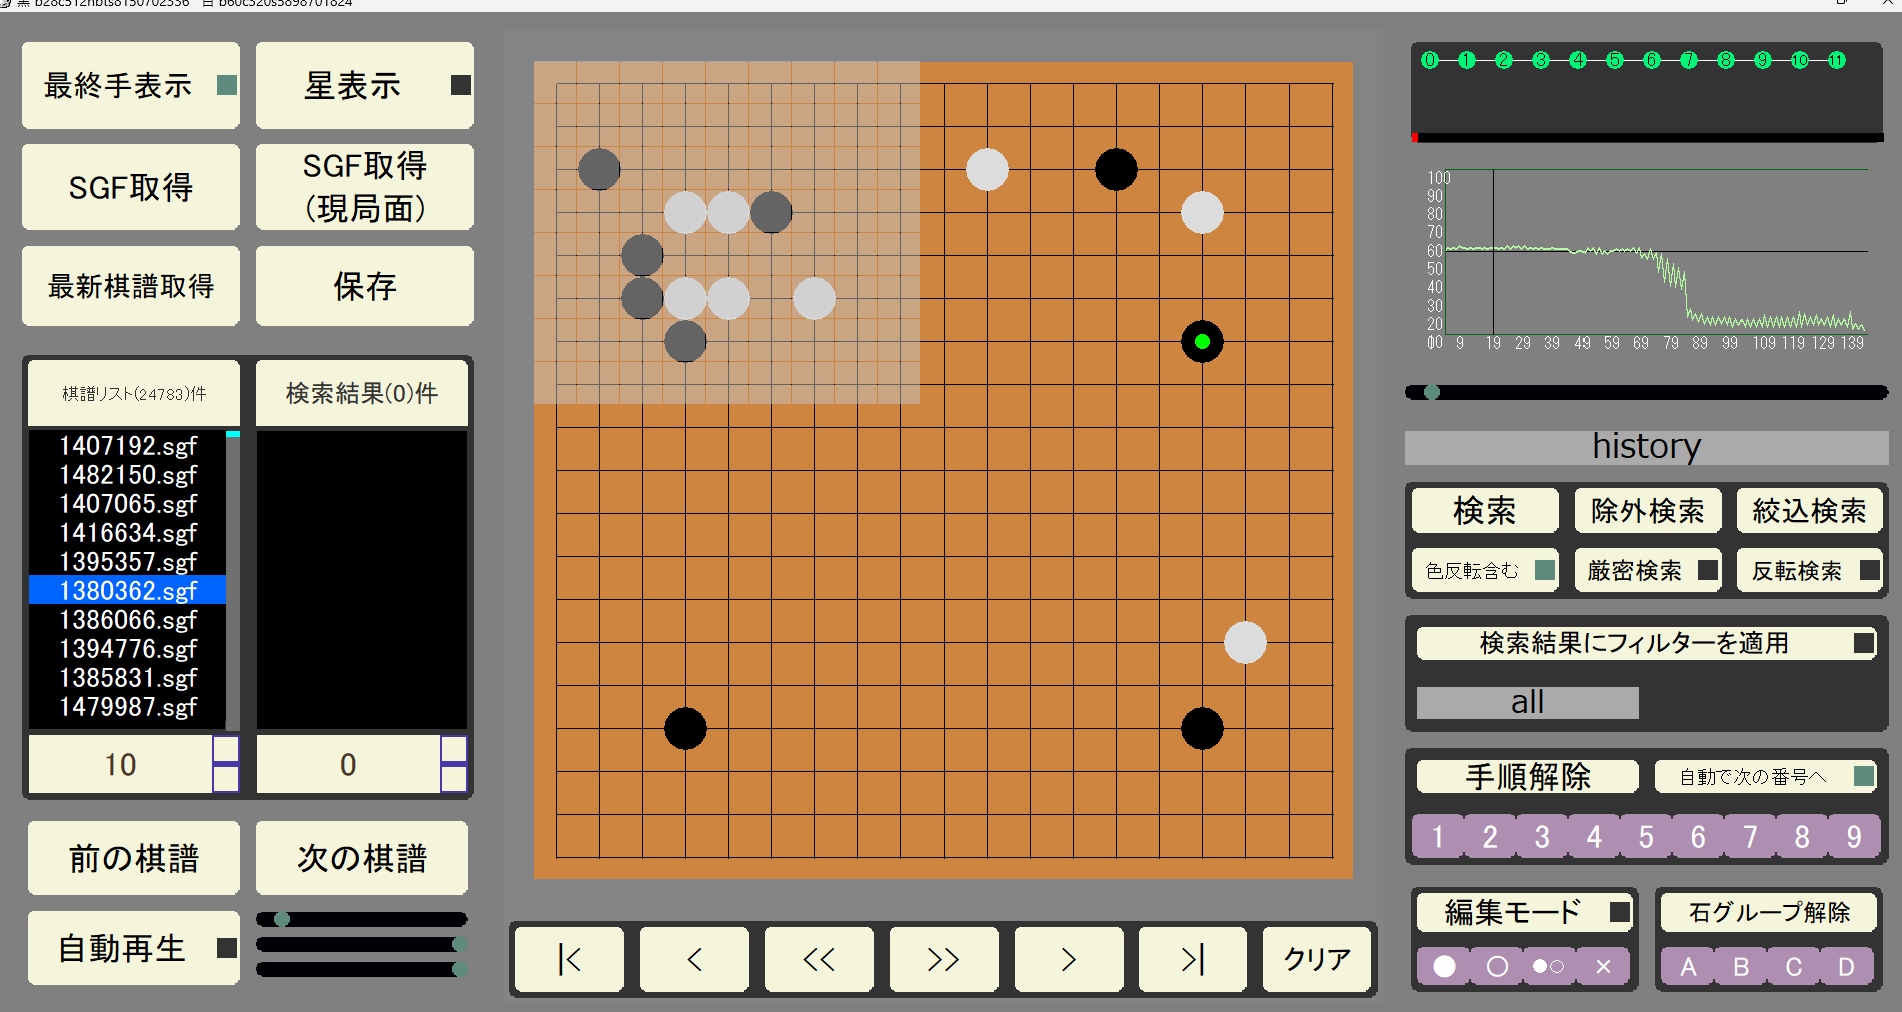 黒 b28c512nbts8150702336 白 b60c320s5898701824
最終手表示
星表示
SGF取得
SGF取得
(現局面)
最新棋譜取得
保存
棋譜リスト(24783)件
検索結果(0)件
1407192.sgf
1482150.sgf
1407065.sgf
1416634.sgf
1395357.sgf
1380362.sgf
1386066.sgf
1394776.sgf
1385831.sgf
1479987.sgf
10
0
前の棋譜
次の棋譜
自動再生
|<
<
<<
>>
>
>|
クリア
0 1 2 3 4 5 6 7 8 9 10 11
100
90
80
70
60
50
40
30
20
10
0 9 19 29 39 49 59 69 79 89 99 109 119 129 139
history
検索
除外検索
絞込検索
色反転含む
厳密検索
反転検索
検索結果にフィルターを適用
all
手順解除
自動で次の番号へ
1 2 3 4 5 6 7 8 9
編集モード
石グループ解除
●
○
●○
×
A B C D